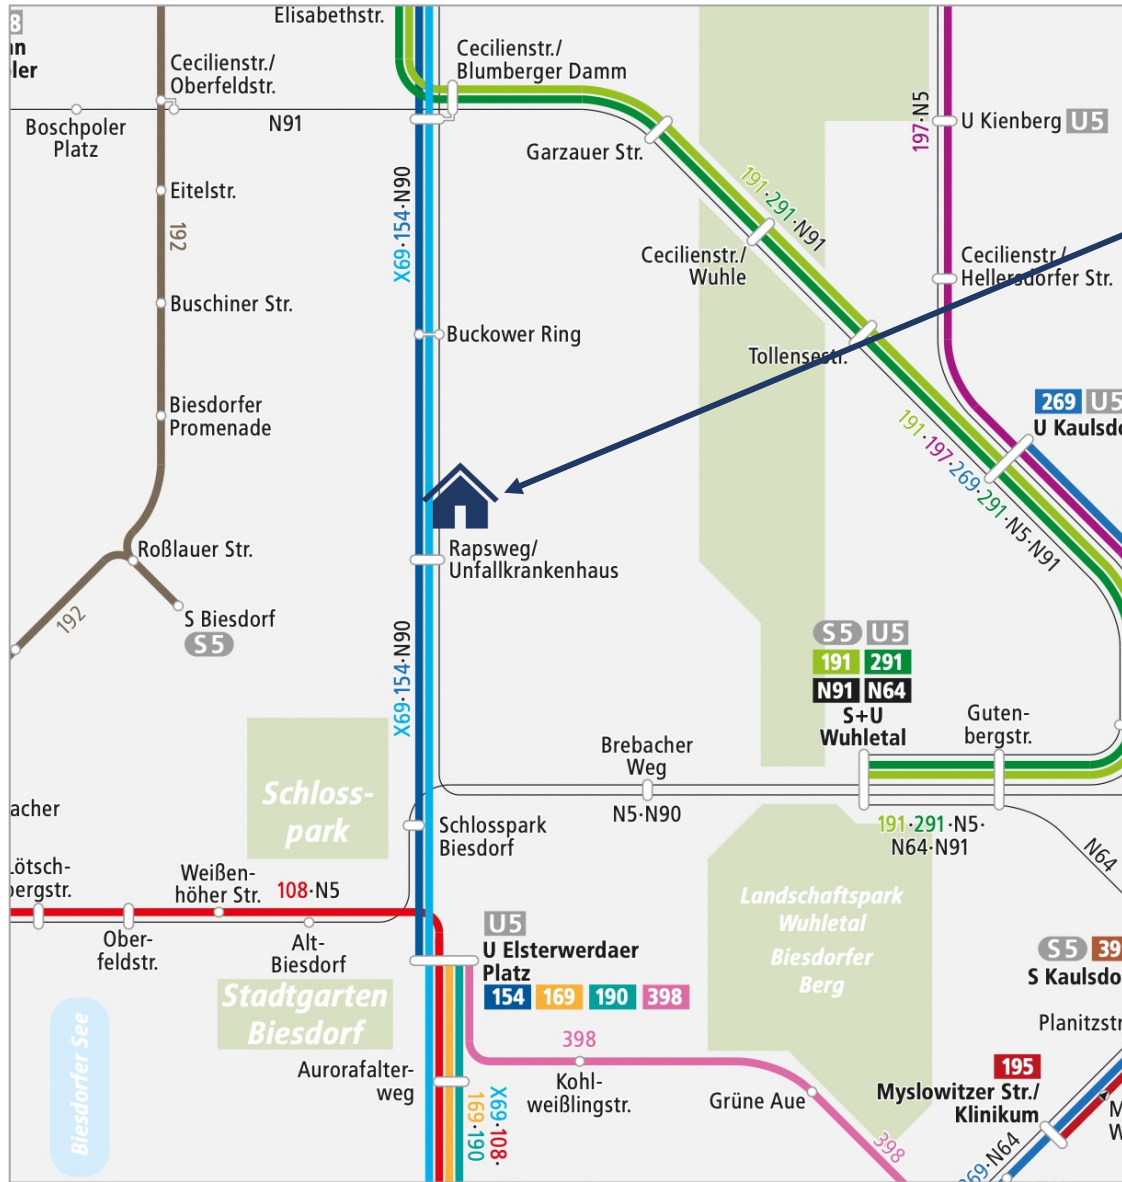 Elisabethstr.
8
Cecilienstr./
Oberfeldstr.
Cecilienstr./
Blumberger Damm
Boschpoler
Platz
N91
Garzauer Str.
197·N5
U Kienberg U5
Eitelstr.
192
X69·154·N90
191·291·N91
Cecilienstr./
Wuhle
Cecilienstr./
Hellersdorfer Str.
Buschiner Str.
Buckower Ring
Tollensestr.
Biesdorfer
Promenade
269 U5
191·197·269·291·N5·N91
Roßlauer Str.
Rapsweg/
Unfallkrankenhaus
192
S Biesdorf
S5
X69·154·N90
S5 U5
191 291
N91 N64
S+U
Wuhletal
Guten-
bergstr.
Brebacher
Weg
N5·N90
Schloss-
park
Schlosspark
Biesdorf
191·291·N5·
N64·N91
N64
Weißen-
höher Str.
108·N5
Ober-
feldstr.
Alt-
Biesdorf
U5
U Elsterwerdaer
Platz
154 169 190 398
Landschaftspark
Wuhletal
Biesdorfer
Berg
S5
Stadtgarten
Biesdorf
Biesdorfer See
Aurorafalter-
weg
398
Kohl-
weißlingstr.
Grüne Aue
X69·108·
169·190
398
195
Myslowitzer Str./
Klinikum
269·N64